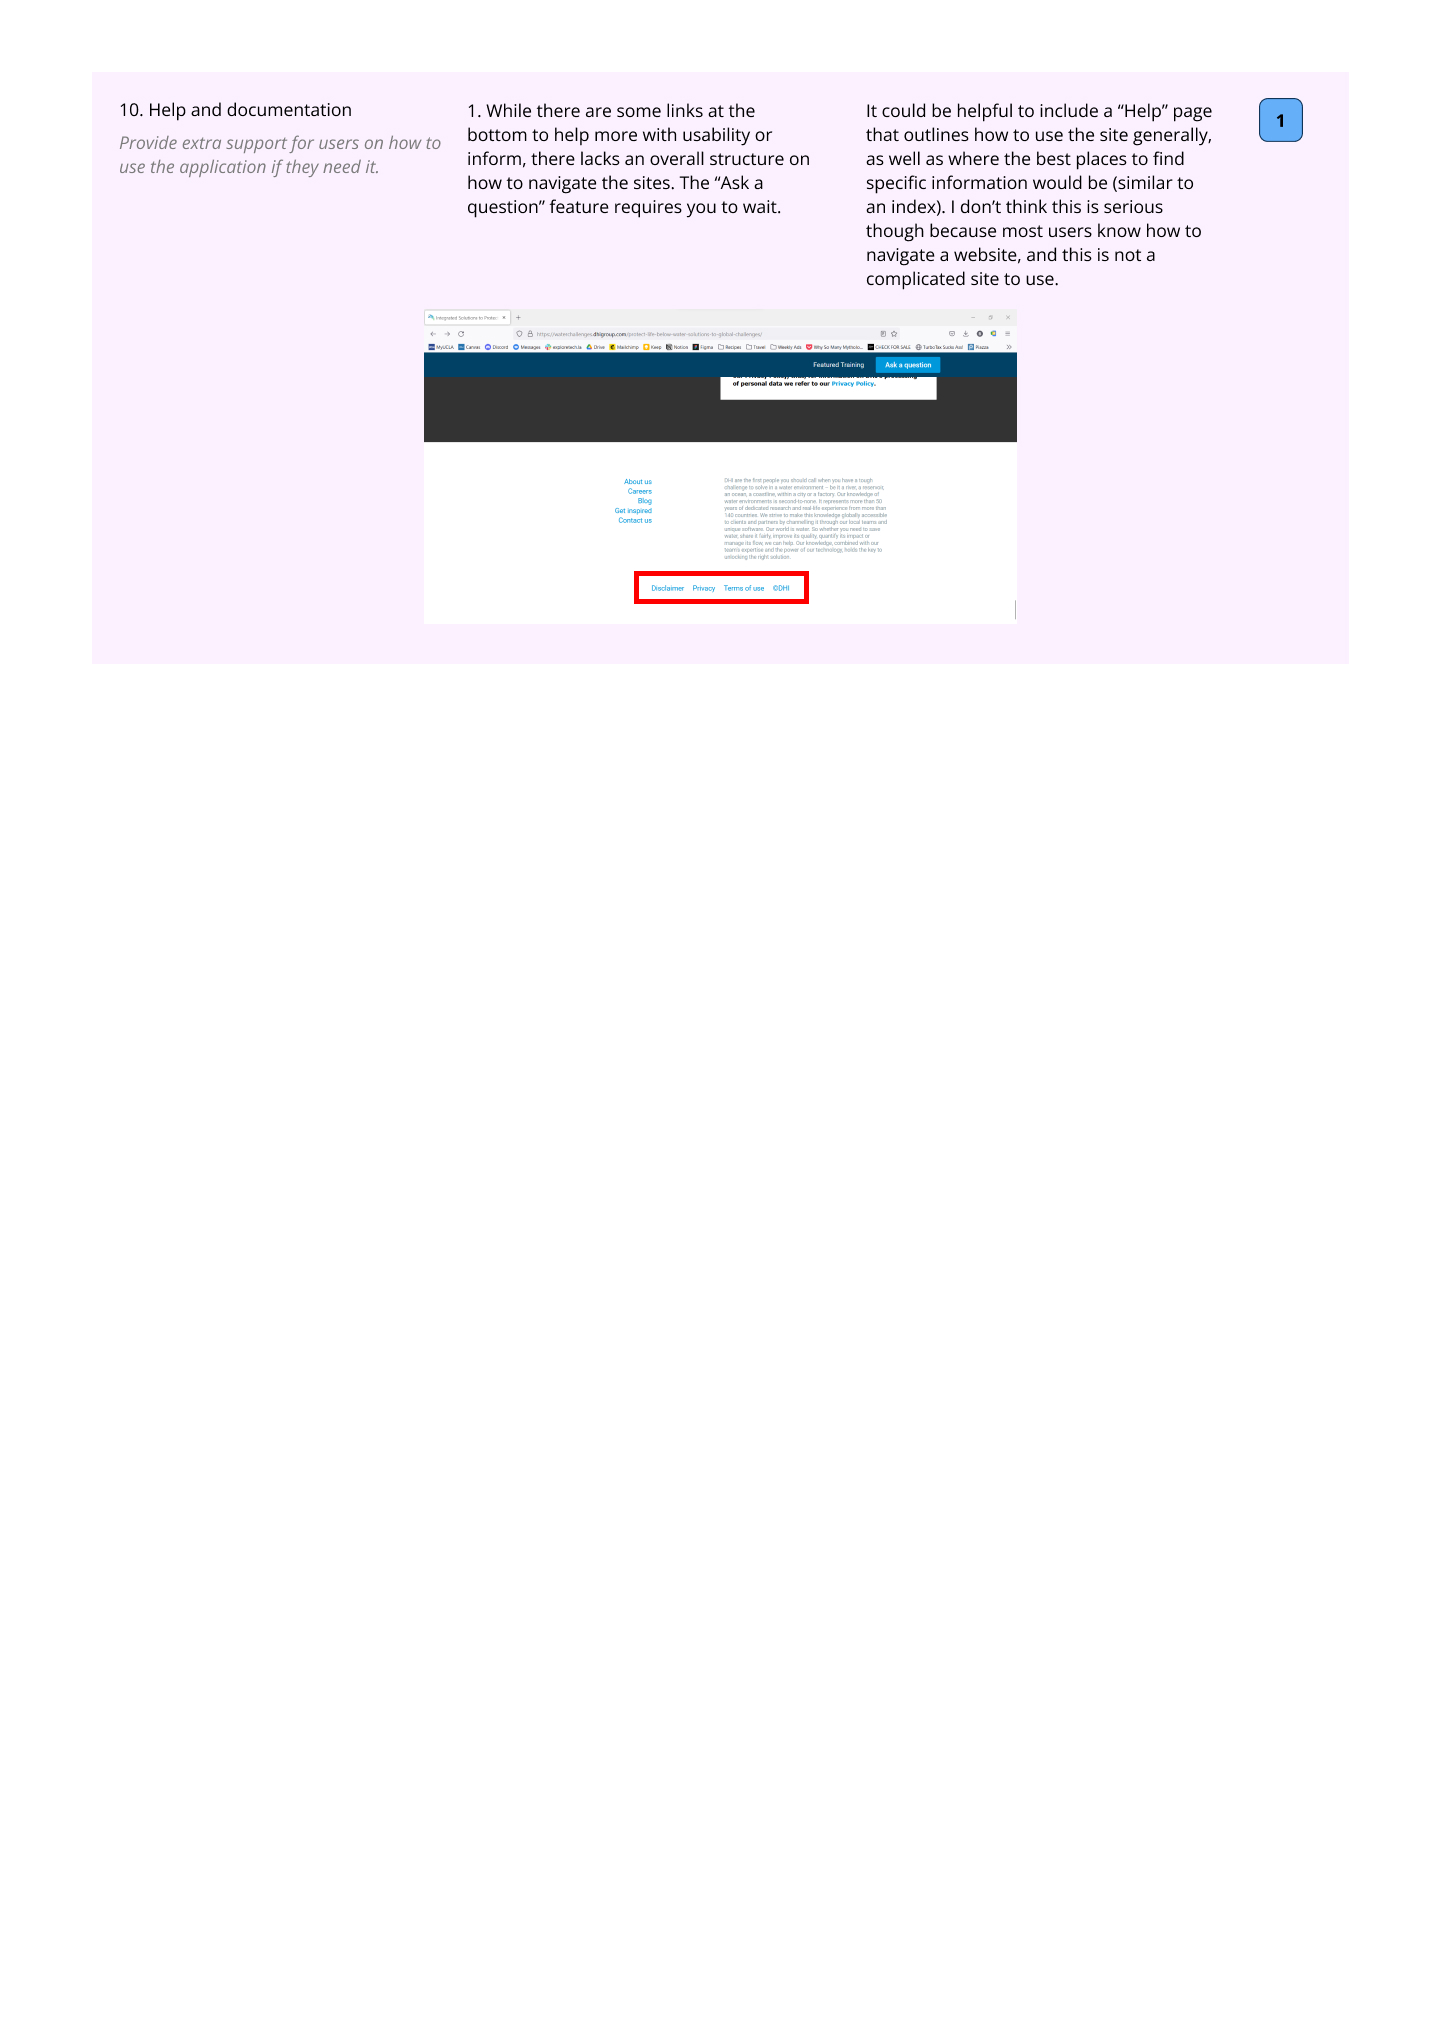 10. Help and documentation
Provide extra support for users on how to
use the application if they need it.
1. While there are some links at the
bottom to help more with usability or
inform, there lacks an overall structure on
how to navigate the sites. The “Ask a
question” feature requires you to wait.
It could be helpful to include a “Help” page
that outlines how to use the site generally,
as well as where the best places to find
specific information would be (similar to
an index). I don’t think this is serious
though because most users know how to
navigate a website, and this is not a
complicated site to use.
1
Integrated Solutions to Protec
https://waterchallenges.dhigroup.com/protect-life-below-water-solutions-to-global-challenges/
MyUCLA Canvas Discord Messages exploretech.la Drive Mailchimp Keep Notion Figma Recipes Travel Weekly Ads Why So Many Mytholo... CHECK FOR SALE TurboTax Sucks Ass! Piazza
Featured Training Ask a question
of personal data we refer to our Privacy Policy.
About us
Careers
Blog
Get inspired
Contact us
DHI are the first people you should call when you have a tough
challenge to solve in a water environment – be it a river, a reservoir,
an ocean, a coastline, within a city or a factory. Our knowledge of
water environments is second-to-none. It represents more than 50
years of dedicated research and real-life experience from more than
140 countries. We strive to make this knowledge globally accessible
to clients and partners by channelling it through our local teams and
unique software. Our world is water. So whether you need to save
water, share it fairly, improve its quality, quantify its impact or
manage its flow, we can help. Our knowledge, combined with our
team's expertise and the power of our technology, holds the key to
unlocking the right solution.
Disclaimer Privacy Terms of use ©DHI